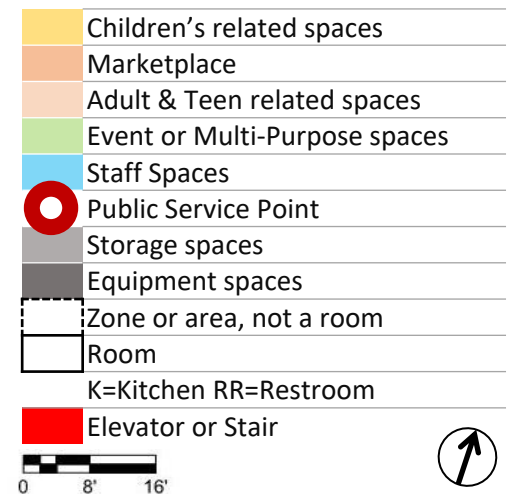 Children’s related spaces
Marketplace
Adult & Teen related spaces
Event or Multi-Purpose spaces
Staff Spaces
Public Service Point
Storage spaces
Equipment spaces
Zone or area, not a room
Room
K=Kitchen RR=Restroom
Elevator or Stair
0 8' 16'